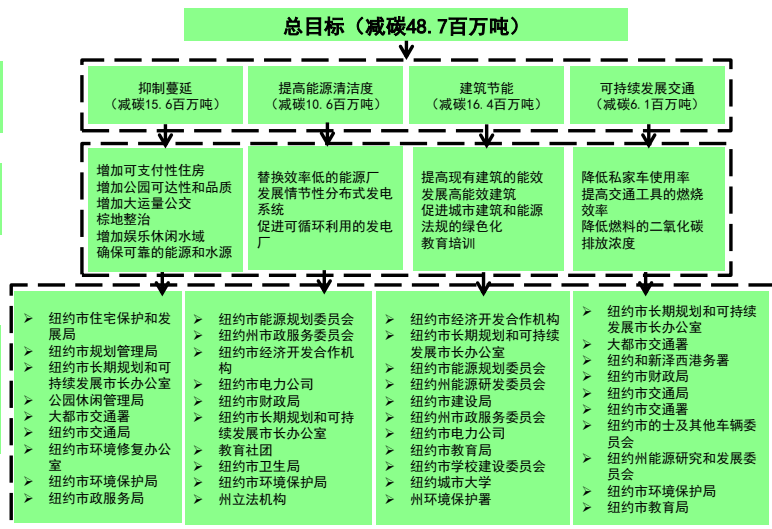 总目标（减碳48.7百万吨）
抑制蔓延
（减碳15.6百万吨）
提高能源清洁度
（减碳10.6百万吨）
建筑节能
（减碳16.4百万吨）
可持续发展交通
（减碳6.1百万吨）
增加可支付性住房
增加公园可达性和品质
增加大运量公交
棕地整治
增加娱乐休闲水域
确保可靠的能源和水源
替换效率低的能源厂
发展情节性分布式发电
系统
促进可循环利用的发电
厂
提高现有建筑的能效
发展高能效建筑
促进城市建筑和能源
法规的绿色化
教育培训
降低私家车使用率
提高交通工具的燃烧
效率
降低燃料的二氧化碳
排放浓度
➢ 纽约市住宅保护和发
展局
➢ 纽约市规划管理局
➢ 纽约市长期规划和可
持续发展市长办公室
➢ 公园休闲管理局
➢ 大都市交通署
➢ 纽约市交通局
➢ 纽约市环境修复办公
室
➢ 纽约市环境保护局
➢ 纽约市政服务局
➢ 纽约市能源规划委员会
➢ 纽约州市政服务委员会
➢ 纽约市经济开发合作机
构
➢ 纽约市电力公司
➢ 纽约市财政局
➢ 纽约市长期规划和可持
续发展市长办公室
➢ 教育社团
➢ 纽约市卫生局
➢ 纽约市环境保护局
➢ 州立法机构
➢ 纽约市经济开发合作机构
➢ 纽约市长期规划和可持续
发展市长办公室
➢ 纽约市能源规划委员会
➢ 纽约州能源研发委员会
➢ 纽约市建设局
➢ 纽约州市政服务委员会
➢ 纽约市电力公司
➢ 纽约市教育局
➢ 纽约市学校建设委员会
➢ 纽约城市大学
➢ 州环境保护署
➢ 纽约市长期规划和可持续
发展市长办公室
➢ 大都市交通署
➢ 纽约和新泽西港务署
➢ 纽约市财政局
➢ 纽约市交通局
➢ 纽约市交通署
➢ 纽约市的士及其他车辆委
员会
➢ 纽约州能源研究和发展委
员会
➢ 纽约市环境保护局
➢ 纽约市教育局